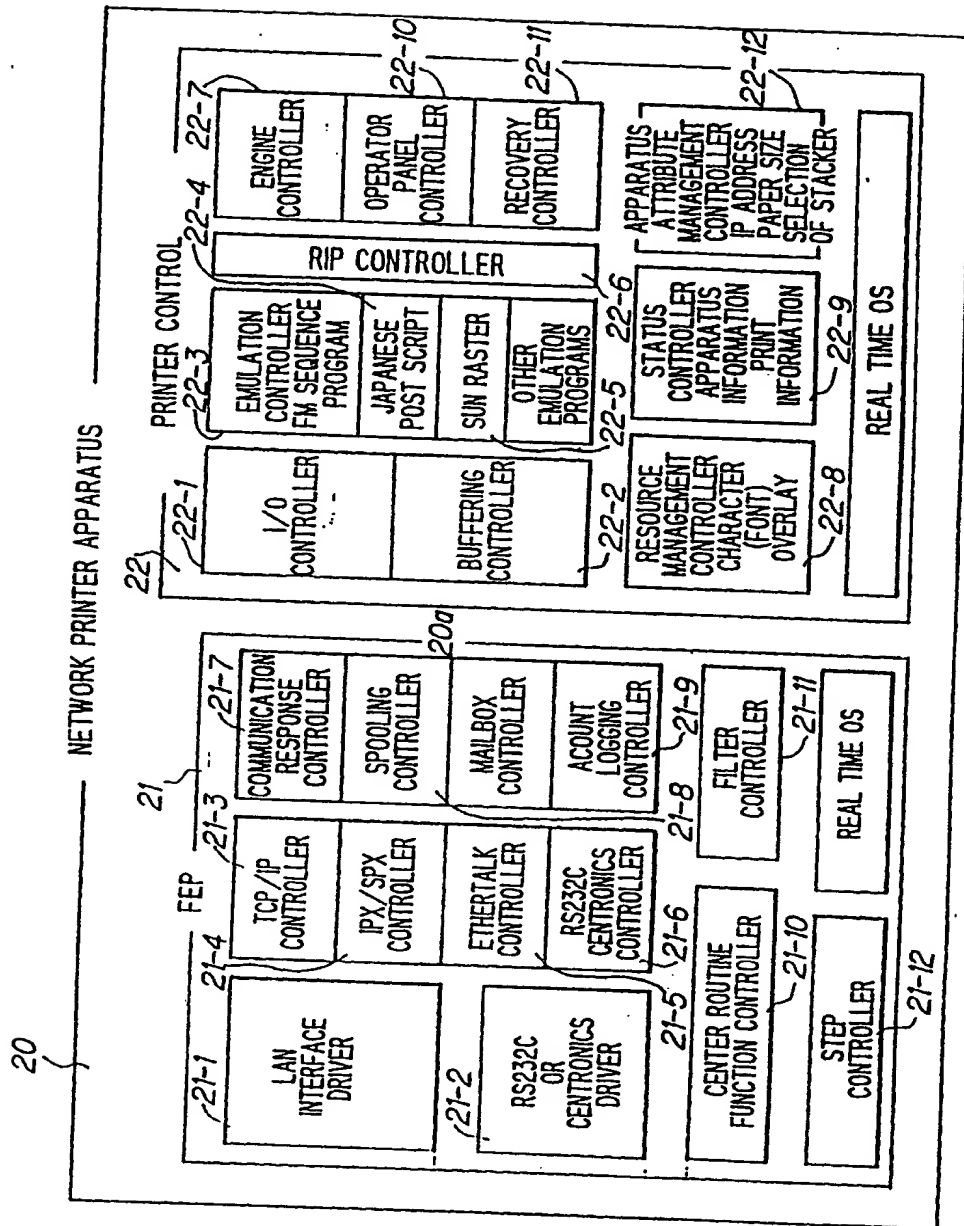 NETWORK PRINTER APPARATUS
20
FEP
21
21-1
LAN
INTERFACE
DRIVER
21-2
RS232C
OR
CENTRONICS
DRIVER
21-3
TCP/IP
CONTROLLER
21-4
IPX/SPX
CONTROLLER
ETHERTALK
CONTROLLER
21-5
RS232C
CENTRONICS
CONTROLLER
21-6
21-7
COMMUNICATION
RESPONSE
CONTROLLER
SPOOLING
CONTROLLER
20a
MAILBOX
CONTROLLER
21-8
ACOUNT
LOGGING
CONTROLLER
21-9
CENTER ROUTINE
FUNCTION CONTROLLER
21-10
FILTER
CONTROLLER
21-11
STEP
CONTROLLER
21-12
REAL TIME OS
PRINTER CONTROL
22
22-1
I/O
CONTROLLER
BUFFERING
CONTROLLER
22-2
22-3
EMULATION
CONTROLLER
FM SEQUENCE
PROGRAM
22-4
JAPANESE
POST SCRIPT
SUN RASTER
22-5
OTHER
EMULATION
PROGRAMS
RIP CONTROLLER
22-6
22-7
ENGINE
CONTROLLER
OPERATOR
PANEL
CONTROLLER
22-10
RECOVERY
CONTROLLER
22-11
RESOURCE
MANAGEMENT
CONTROLLER
CHARACTER
(FONT)
OVERLAY
22-8
STATUS
CONTROLLER
APPARATUS
INFORMATION
PRINT
INFORMATION
22-9
APPARATUS
ATTRIBUTE
MANAGEMENT
CONTROLLER
IP ADDRESS
PAPER SIZE
SELECTION
OF STACKER
22-12
REAL TIME OS